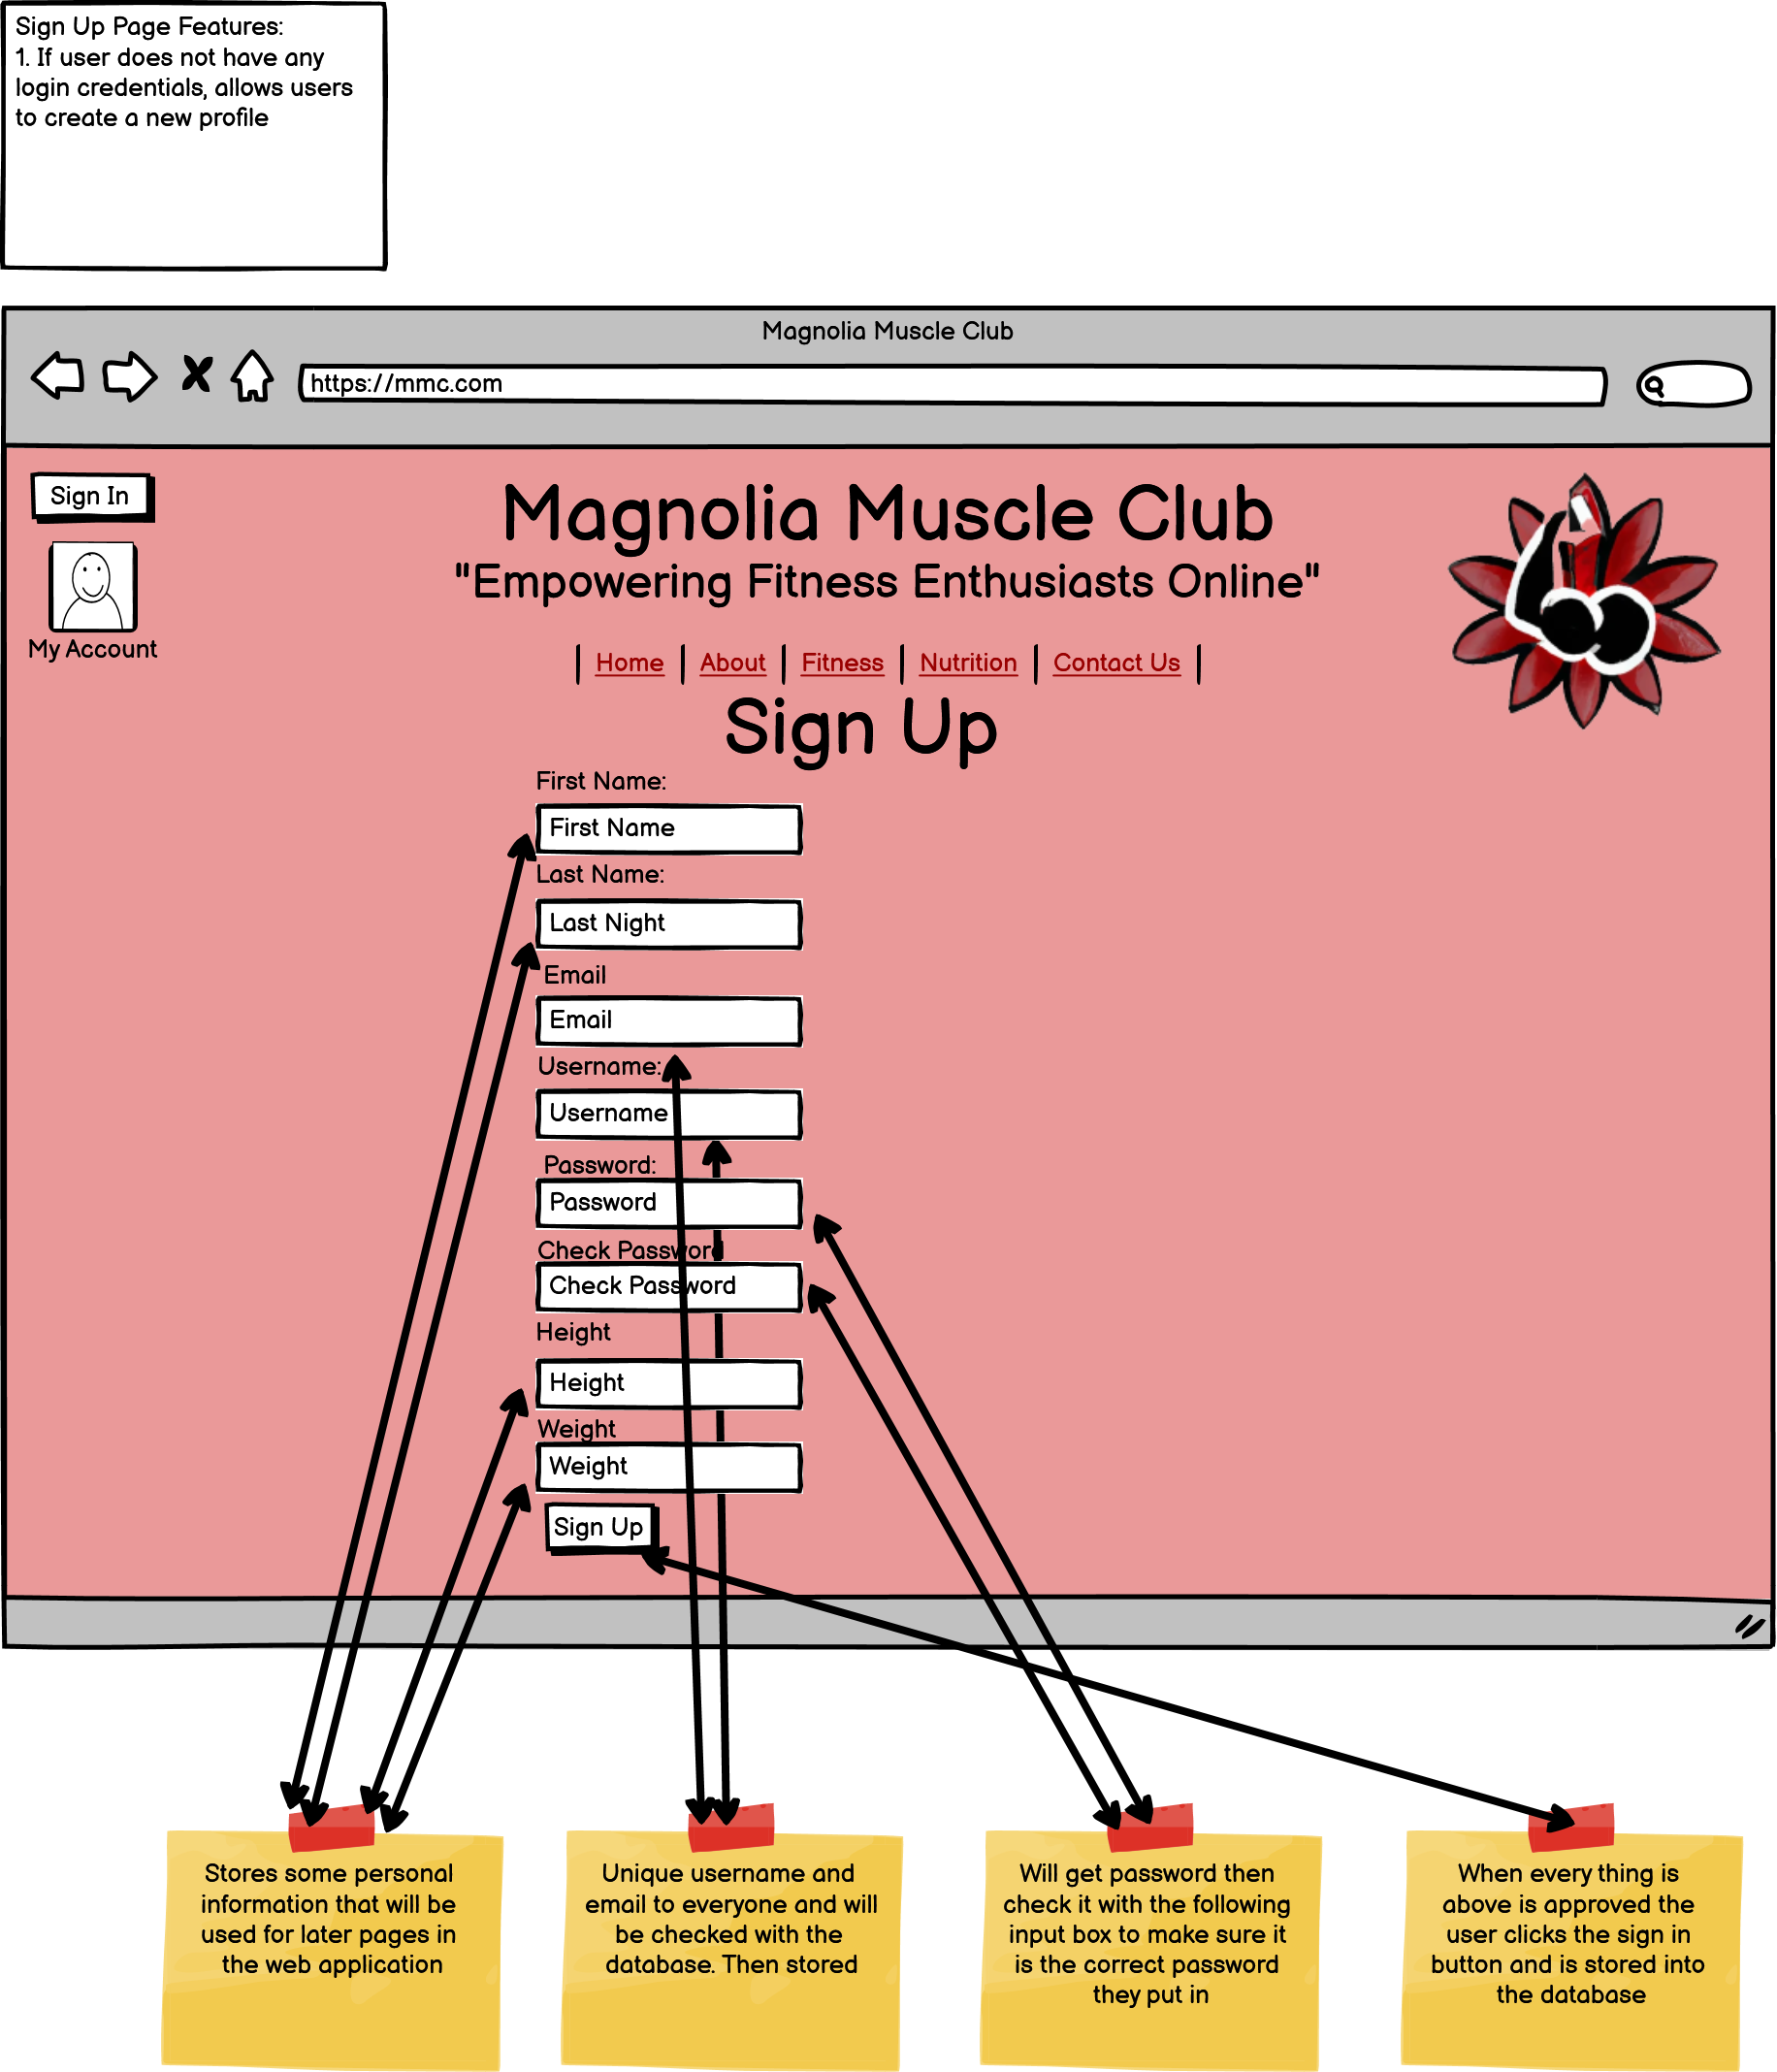 Sign Up Page Features:
1. If user does not have any
login credentials, allows users
to create a new profile
Magnolia Muscle Club
https://mmc.com
Sign In
My Account
Magnolia Muscle Club
"Empowering Fitness Enthusiasts Online"
Home | About | Fitness | Nutrition | Contact Us
Sign Up
First Name:
First Name
Last Name:
Last Night
Email
Email
Username:
Username
Password:
Password
Check Password
Check Password
Height
Height
Weight
Weight
Sign Up
Stores some personal
information that will be
used for later pages in
the web application
Unique username and
email to everyone and will
be checked with the
database. Then stored
Will get password then
check it with the following
input box to make sure it
is the correct password
they put in
When every thing is
above is approved the
user clicks the sign in
button and is stored into
the database